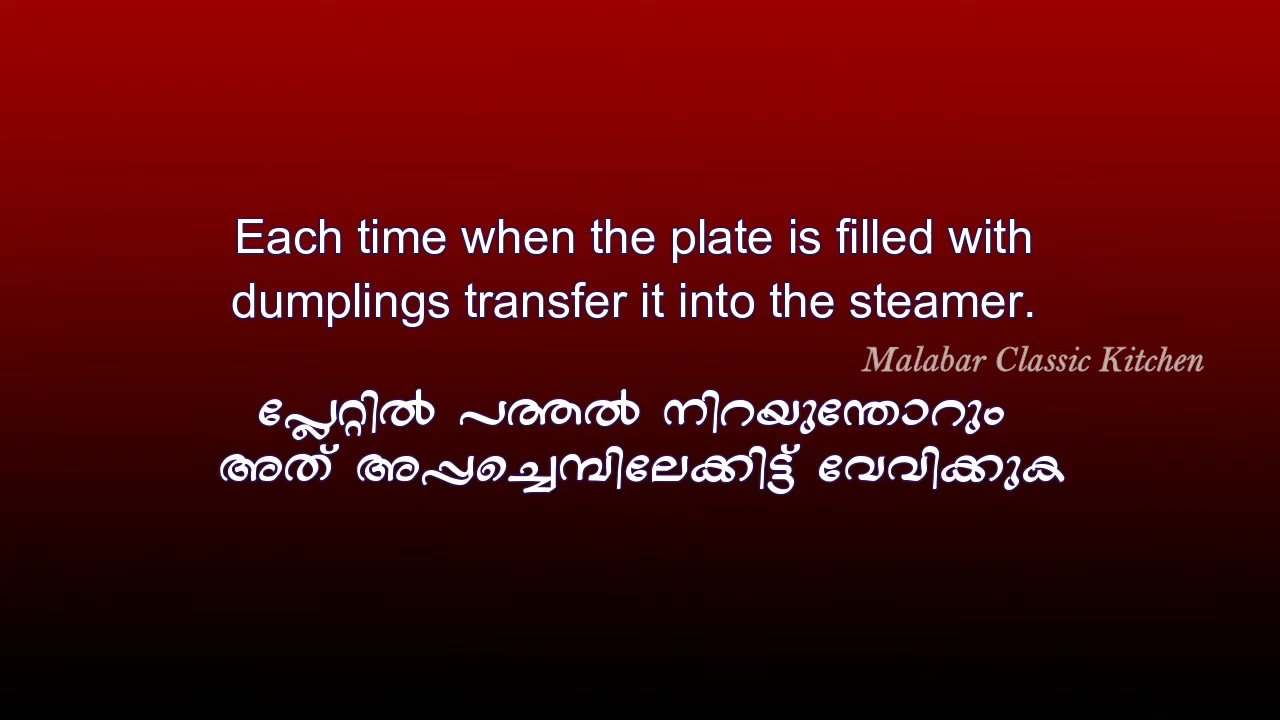 Each time when the plate is filled with
dumplings transfer it into the steamer.
Malabar Classic Kitchen
പ്ലേറ്റിൽ പത്തൽ നിറയുന്തോറും
അത് അപ്പച്ചെമ്പിലേക്കിട്ട് വേവിക്കുക